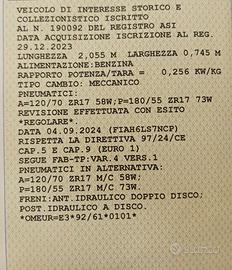 VEICOLO DI INTERESSE STORICO E
COLLEZIONISTICO ISCRITTO
AL N. 190092 DEL REGISTRO ASI
DATA ACQUISIZIONE ISCRIZIONE AL REG.
29.12.2023
LUNGHEZZA 2,055 M LARGHEZZA 0,745 M
ALIMENTAZIONE:BENZINA
RAPPORTO POTENZA/TARA = 0,256 KW/KG
TIPO CAMBIO: MECCANICO
PNEUMATICI:
A=120/70 ZR17 58W;P=180/55 ZR17 73W
REVISIONE EFFETTUATA CON ESITO
*REGOLARE*.
DATA 04.09.2024 (FIAH6LS7NCP)
RISPETTA LA DIRETTIVA 97/24/CE
CAP.5 E CAP.9 (EURO 1)
SEGUE FAB-TP:VAR.4 VERS.1
PNEUMATICI IN ALTERNATIVA:
A=120/70 ZR17 M/C 58W;
P=180/55 ZR17 M/C 73W.
FRENI:ANT.IDRAULICO DOPPIO DISCO;
POST.IDRAULICO A DISCO.
*OMEUR=E3*92/61*0101*
subito